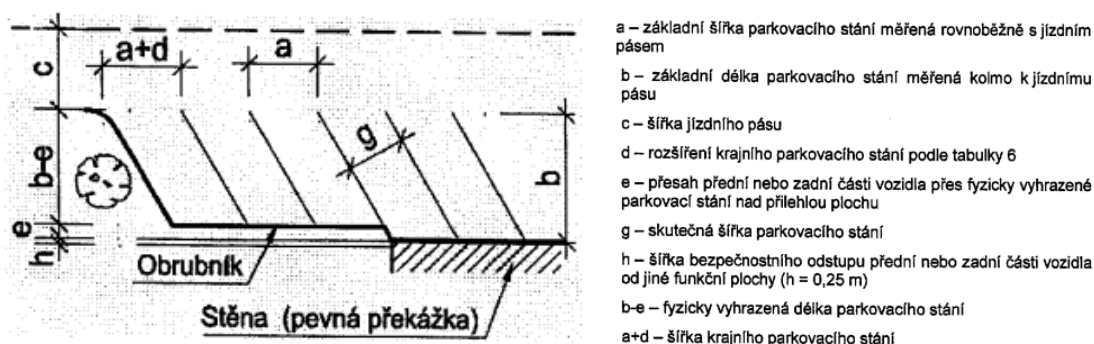 a+d
a
c
g
b-e
b
e
h
Obrubník
Stěna (pevná překážka)
a – základní šířka parkovacího stání měřená rovnoběžně s jízdním
pásem
b – základní délka parkovací stání měřená kolmo k jízdnímu
pásu
c – šířka jízdního pásu
d – rozšíření krajního parkovacího stání podle tabulky 6
e – přesah přední nebo zadní části vozidla přes fyzicky vyhrazené
parkovací stání nad přilehlou plochu
g – skutečná šířka parkovacího stání
h – šířka bezpečnostního odstupu přední nebo zadní části vozidla
od jiné funkční plochy (h = 0,25 m)
b-e – fyzicky vyhrazená délka parkovacího stání
a+d – šířka krajního parkovacího stání